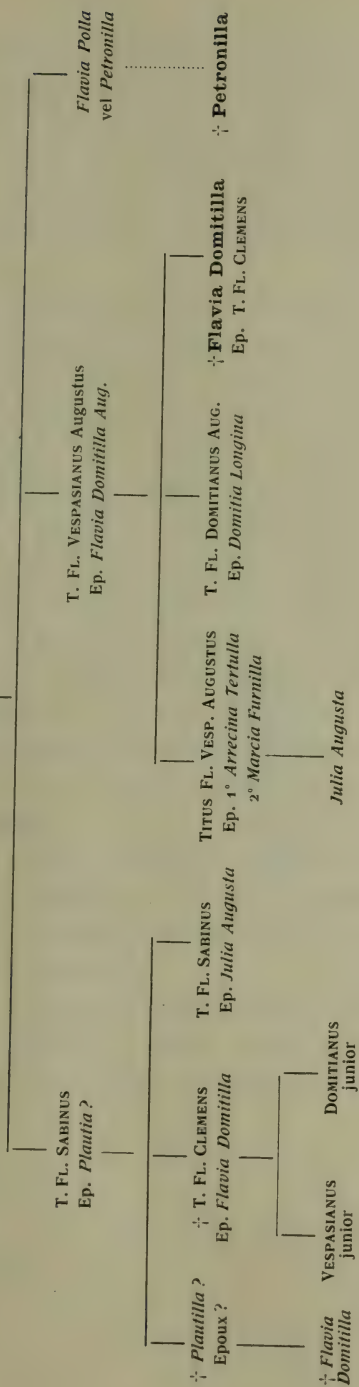 T. FL. SABINUS
Ep. Plautia ?
T. FL. VESPASIANUS Augustus
Ep. Flavia Domitilla Aug.
Flavia Polla
vel Petronilla
⁜ Plautilla ?
Epoux ?
⁜ T. FL. CLEMENS
Ep. Flavia Domitilla
T. FL. SABINUS
Ep. Julia Augusta
TITUS FL. VESP. AUGUSTUS
Ep. 1° Arrecina Tertulla
2° Marcia Furnilla
T. FL. DOMITIANUS AUG.
Ep. Domitia Longina
⁜ Flavia Domitilla
Ep. T. FL. CLEMENS
⁜ Petronilla
⁜ Flavia
Domitilla
VESPASIANUS
junior
DOMITIANUS
junior
Julia Augusta